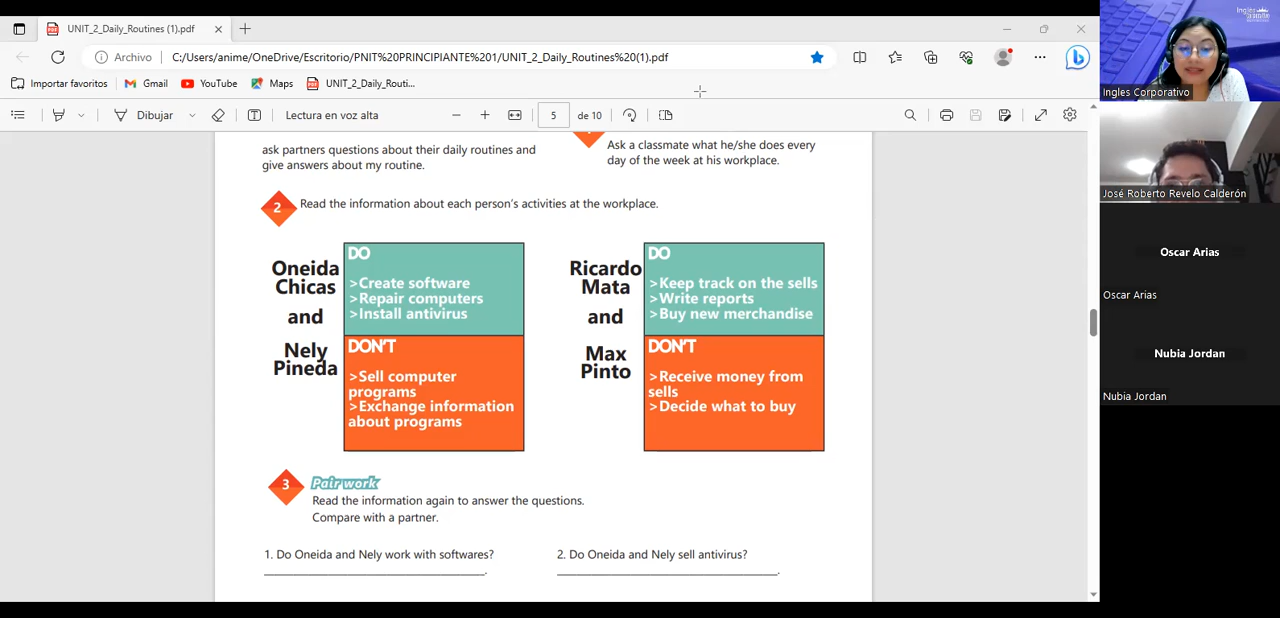 UNIT_2_Daily_Routines (1).pdf
Archivo
C:/Users/anime/OneDrive/Escritorio/PNIT%20PRINCIPIANTE%201/UNIT_2_Daily_Routines%20(1).pdf
Importar favoritos
Gmail
YouTube
Maps
UNIT_2_Daily_Routi...
Dibujar
Lectura en voz alta
5
de 10
ask partners questions about their daily routines and
give answers about my routine.
Ask a classmate what he/she does every
day of the week at his workplace.
2
Read the information about each person's activities at the workplace.
Oneida
Chicas
and
Nely
Pineda
DO
>Create software
>Repair computers
>Install antivirus
DON'T
>Sell computer
programs
>Exchange information
about programs
Ricardo
Mata
and
Max
Pinto
DO
>Keep track on the sells
>Write reports
>Buy new merchandise
DON'T
>Receive money from
sells
>Decide what to buy
3
Pair work
Read the information again to answer the questions.
Compare with a partner.
1. Do Oneida and Nely work with softwares?
2. Do Oneida and Nely sell antivirus?
Ingles Corporativo
José Roberto Revelo Calderón
Oscar Arias
Oscar Arias
Nubia Jordan
Nubia Jordan